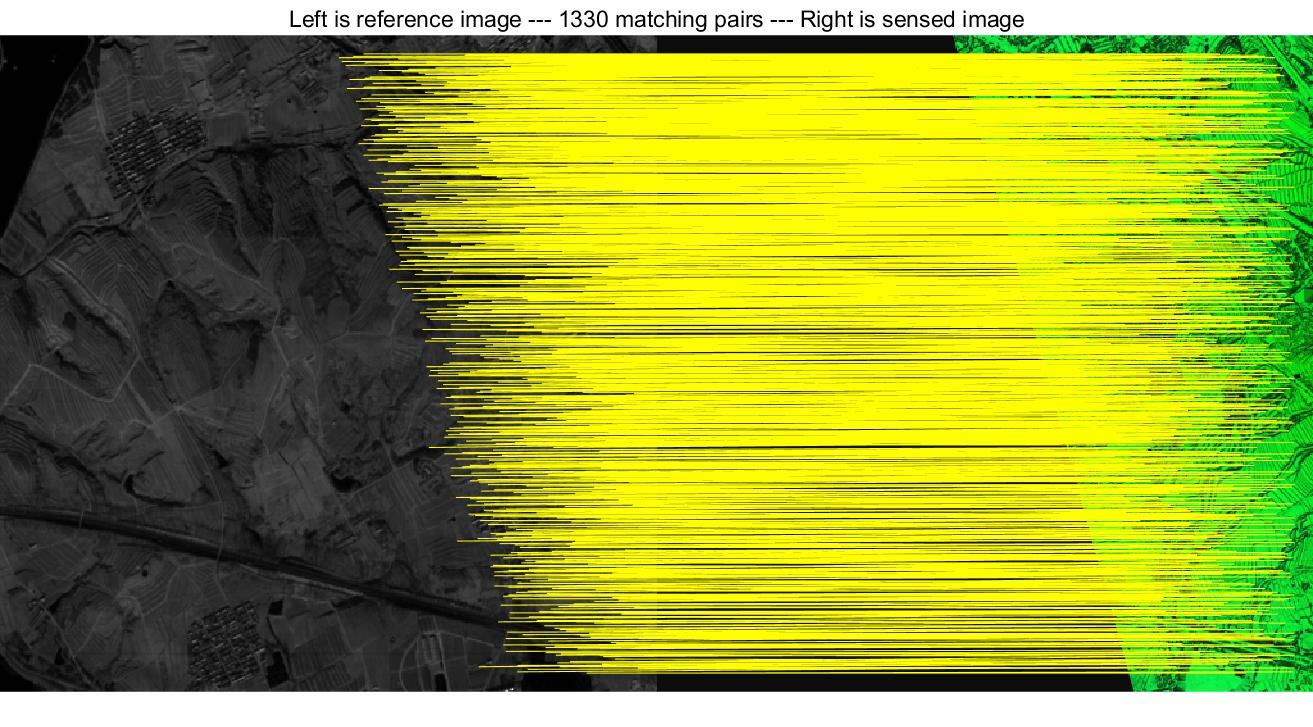 Left is reference image --- 1330 matching pairs --- Right is sensed image